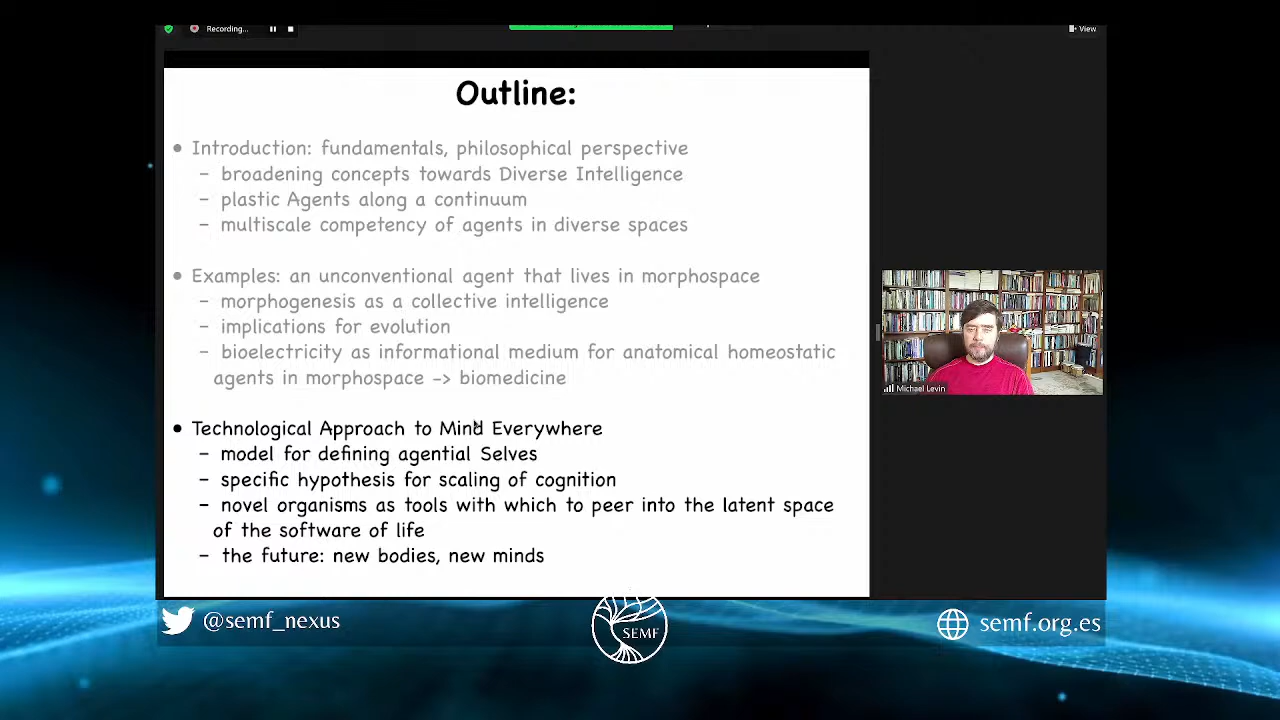 Recording...
View
Outline:
• Introduction: fundamentals, philosophical perspective
– broadening concepts towards Diverse Intelligence
– plastic Agents along a continuum
– multiscale competency of agents in diverse spaces
• Examples: an unconventional agent that lives in morphospace
– morphogenesis as a collective intelligence
– implications for evolution
– bioelectricity as informational medium for anatomical homeostatic
agents in morphospace -> biomedicine
Michael Levin
• Technological Approach to Mind Everywhere
– model for defining agential Selves
– specific hypothesis for scaling of cognition
– novel organisms as tools with which to peer into the latent space
of the software of life
– the future: new bodies, new minds
@semf_nexus
SEMF
semf.org.es